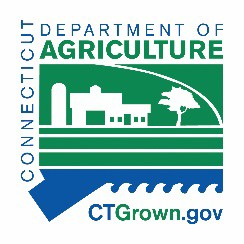 CONNECTICUT
DEPARTMENT OF
AGRICULTURE
CTGrown.gov